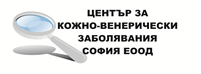 ЦЕНТЪР ЗА
КОЖНО-ВЕНЕРИЧЕСКИ
ЗАБОЛЯВАНИЯ
СОФИЯ ЕООД